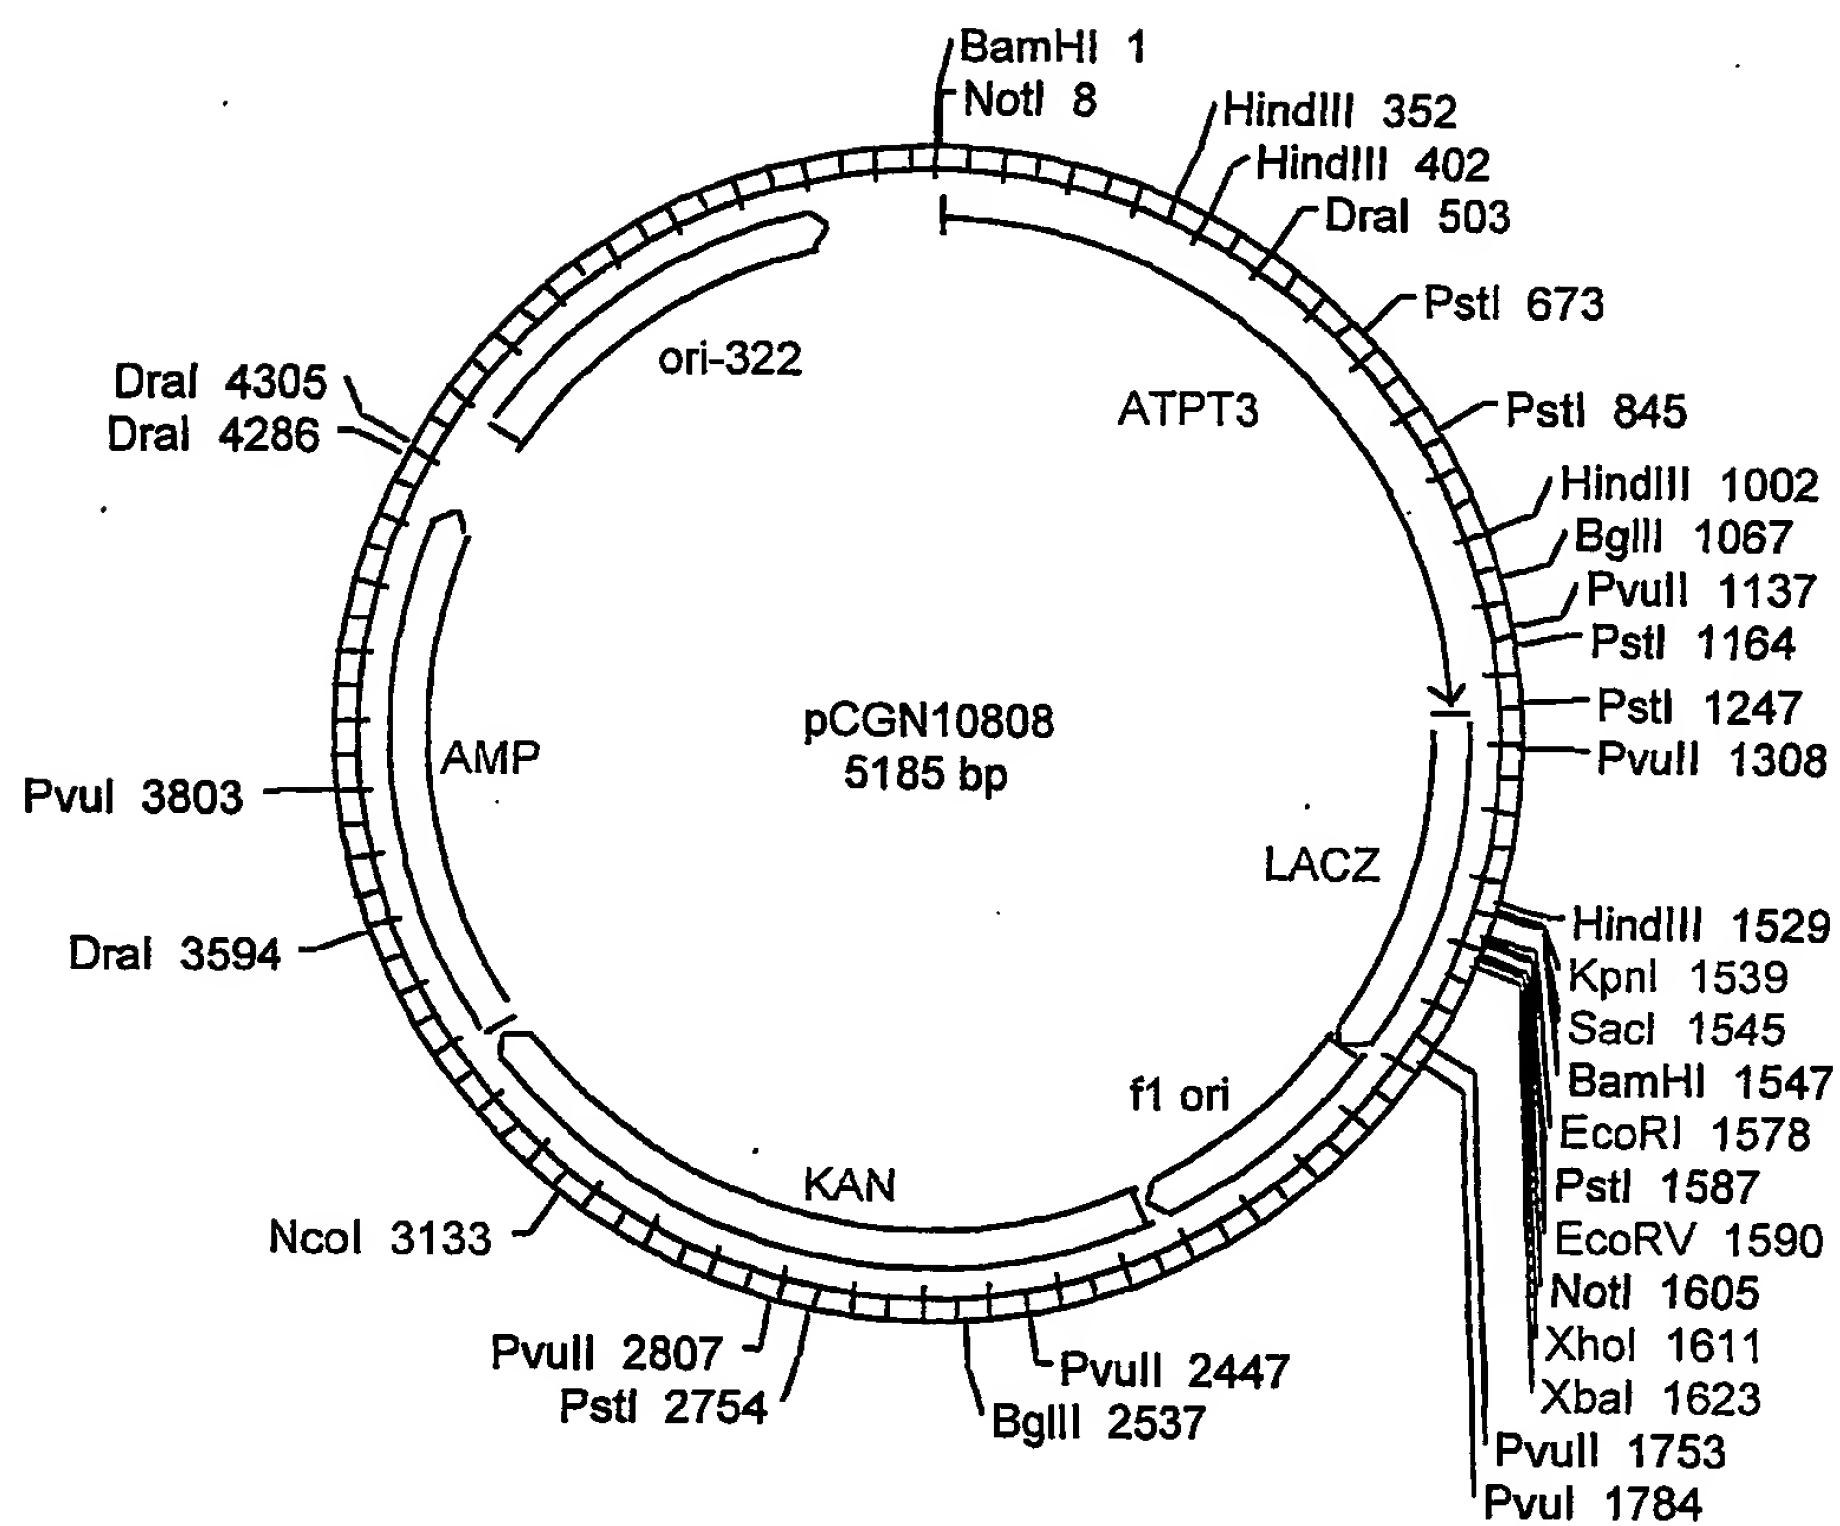 BamHI 1
NotI 8
HindIII 352
HindIII 402
DraI 503
PstI 673
PstI 845
HindIII 1002
BglII 1067
PvuII 1137
PstI 1164
PstI 1247
PvuII 1308
HindIII 1529
KpnI 1539
SacI 1545
BamHI 1547
EcoRI 1578
PstI 1587
EcoRV 1590
NotI 1605
XhoI 1611
XbaI 1623
PvuII 1753
PvuI 1784
PvuII 2447
BglII 2537
PstI 2754
PvuII 2807
NcoI 3133
DraI 3594
PvuI 3803
DraI 4286
DraI 4305
ori-322
ATPT3
AMP
pCGN10808
5185 bp
LACZ
f1 ori
KAN